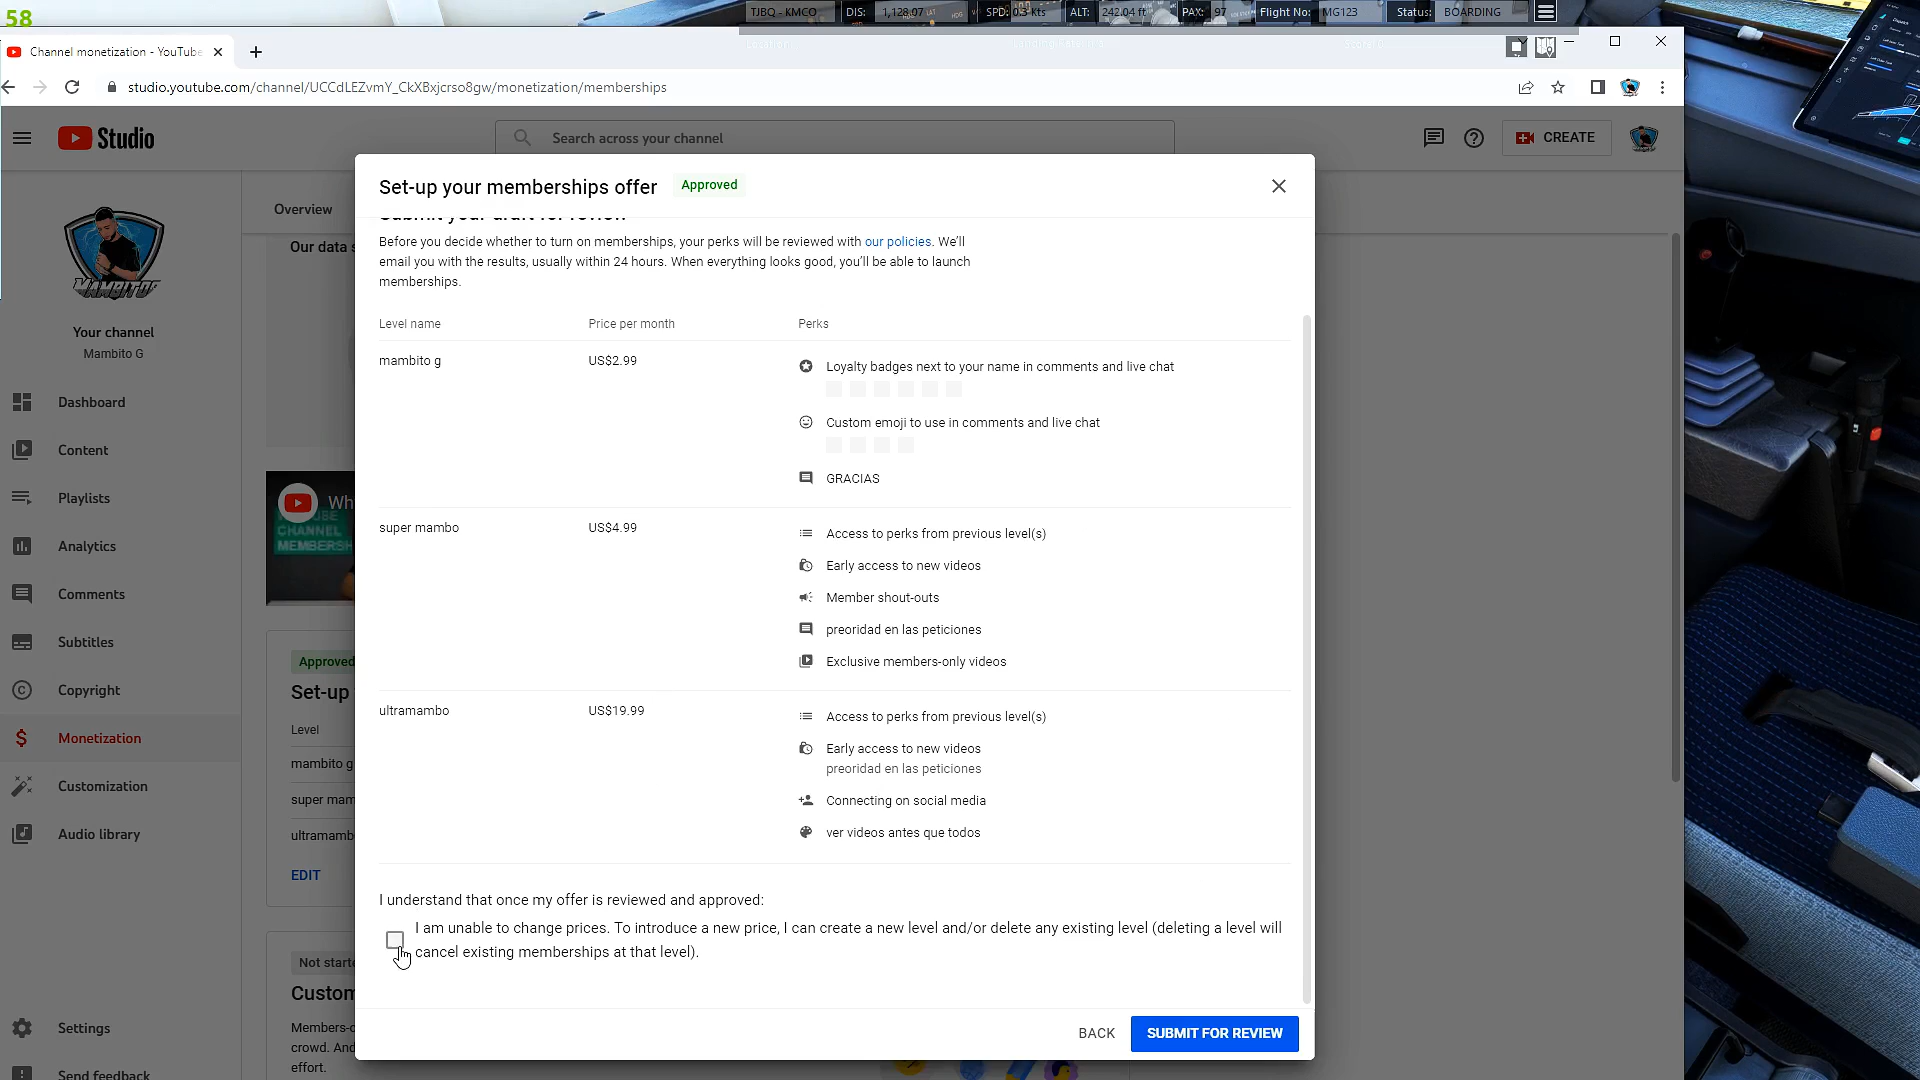 58
TJBQ - KMCO DIS: 1,128.07 SPD: 0.3 Kts ALT: 242.04 ft PAX: 97 Flight No: MG123 Status: BOARDING
Channel monetization - YouTube
studio.youtube.com/channel/UCCdLEZvmY_CkXBxjcrso8gw/monetization/memberships
Studio
Search across your channel
CREATE
MAMBITOG
Your channel
Mambito G
Dashboard
Content
Playlists
Analytics
Comments
Subtitles
Copyright
Monetization
Customization
Audio library
Settings
Send feedback
Overview
Our data s
Wh
CHANNEL
MEMBERSH
Approved
Set-up
Level
mambito g
super mam
ultramamb
EDIT
Not starte
Custom
Members-o
crowd. And
effort.
Set-up your memberships offer Approved
Submit your draft for review
Before you decide whether to turn on memberships, your perks will be reviewed with our policies. We'll
email you with the results, usually within 24 hours. When everything looks good, you'll be able to launch
memberships.
Level name Price per month Perks
mambito g US$2.99 Loyalty badges next to your name in comments and live chat
Custom emoji to use in comments and live chat
GRACIAS
super mambo US$4.99 Access to perks from previous level(s)
Early access to new videos
Member shout-outs
preoridad en las peticiones
Exclusive members-only videos
ultramambo US$19.99 Access to perks from previous level(s)
Early access to new videos
preoridad en las peticiones
Connecting on social media
ver videos antes que todos
I understand that once my offer is reviewed and approved:
I am unable to change prices. To introduce a new price, I can create a new level and/or delete any existing level (deleting a level will
cancel existing memberships at that level).
BACK SUBMIT FOR REVIEW